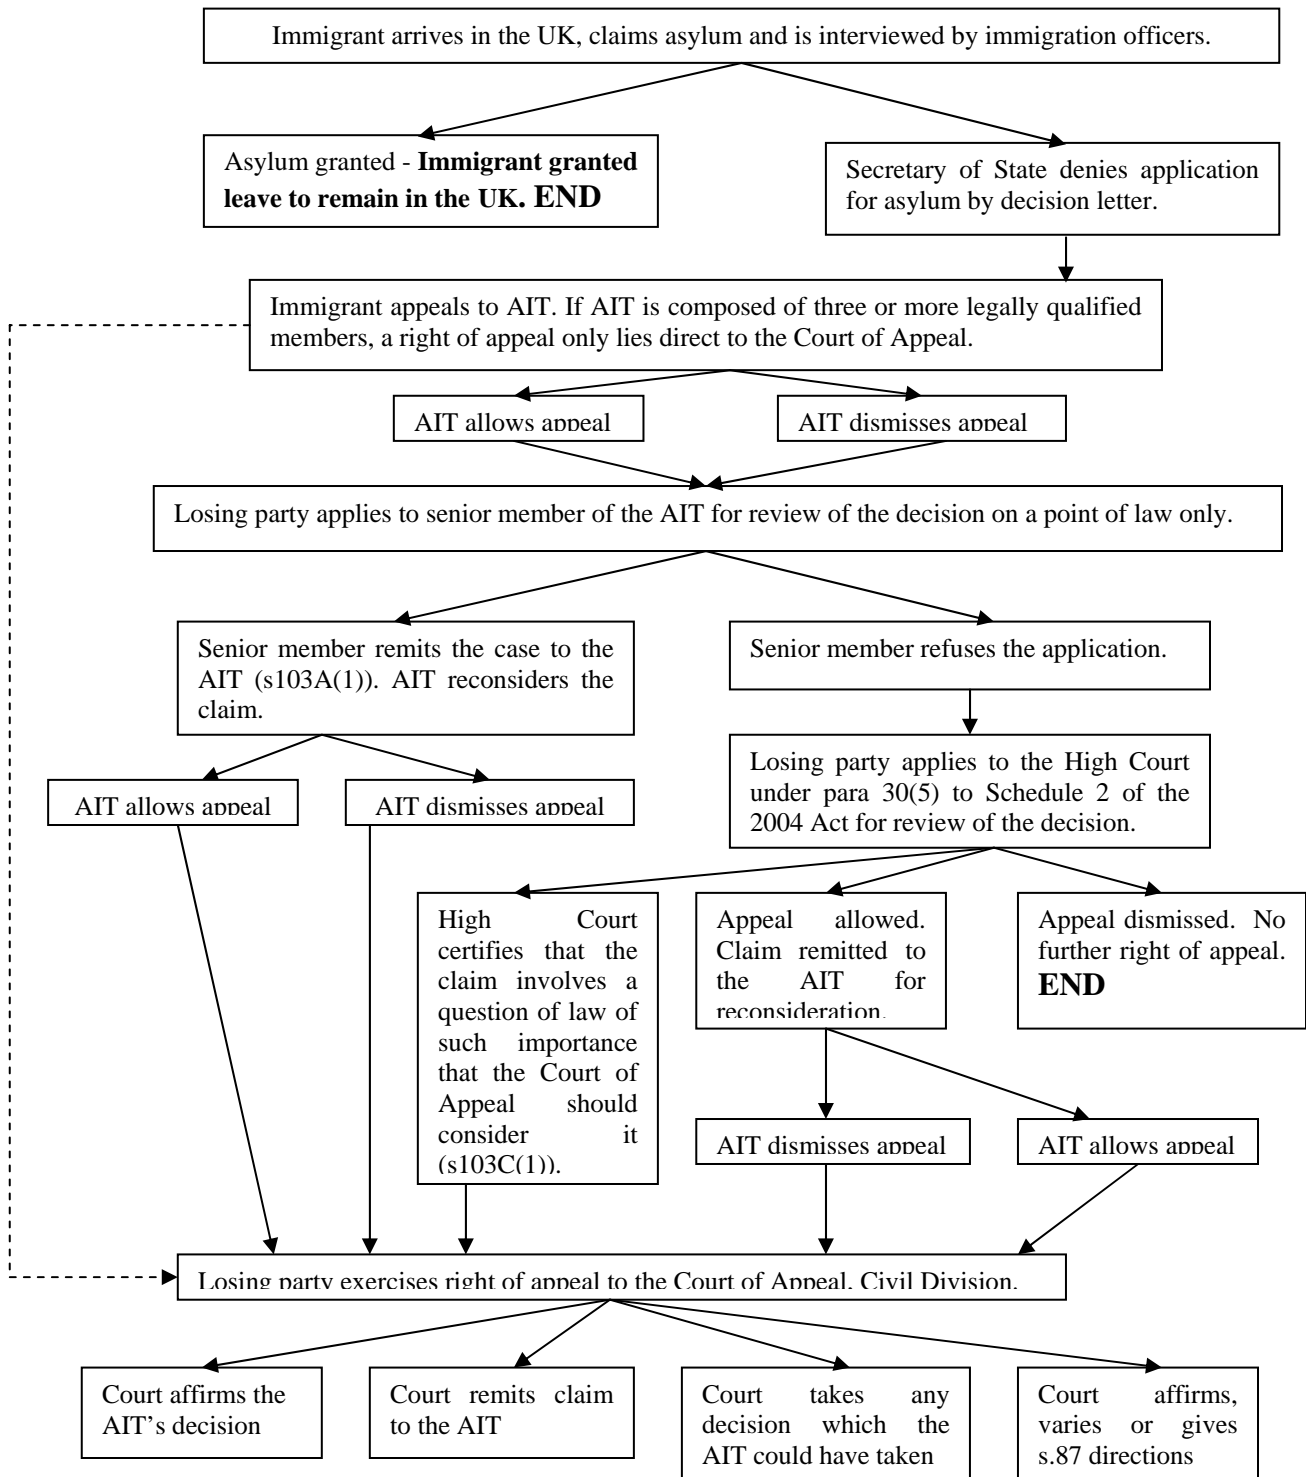 Immigrant arrives in the UK, claims asylum and is interviewed by immigration officers.
Asylum granted - Immigrant granted
leave to remain in the UK. END
Secretary of State denies application
for asylum by decision letter.
Immigrant appeals to AIT. If AIT is composed of three or more legally qualified
members, a right of appeal only lies direct to the Court of Appeal.
AIT allows appeal
AIT dismisses appeal
Losing party applies to senior member of the AIT for review of the decision on a point of law only.
Senior member remits the case to the
AIT (s103A(1)). AIT reconsiders the
claim.
Senior member refuses the application.
AIT allows appeal
AIT dismisses appeal
Losing party applies to the High Court
under para 30(5) to Schedule 2 of the
2004 Act for review of the decision.
High Court
certifies that the
claim involves a
question of law of
such importance
that the Court of
Appeal should
consider it
(s103C(1)).
Appeal allowed.
Claim remitted to
the AIT for
reconsideration.
Appeal dismissed. No
further right of appeal.
END
AIT dismisses appeal
AIT allows appeal
Losing party exercises right of appeal to the Court of Appeal, Civil Division.
Court affirms the
AIT's decision
Court remits claim
to the AIT
Court takes any
decision which the
AIT could have taken
Court affirms,
varies or gives
s.87 directions